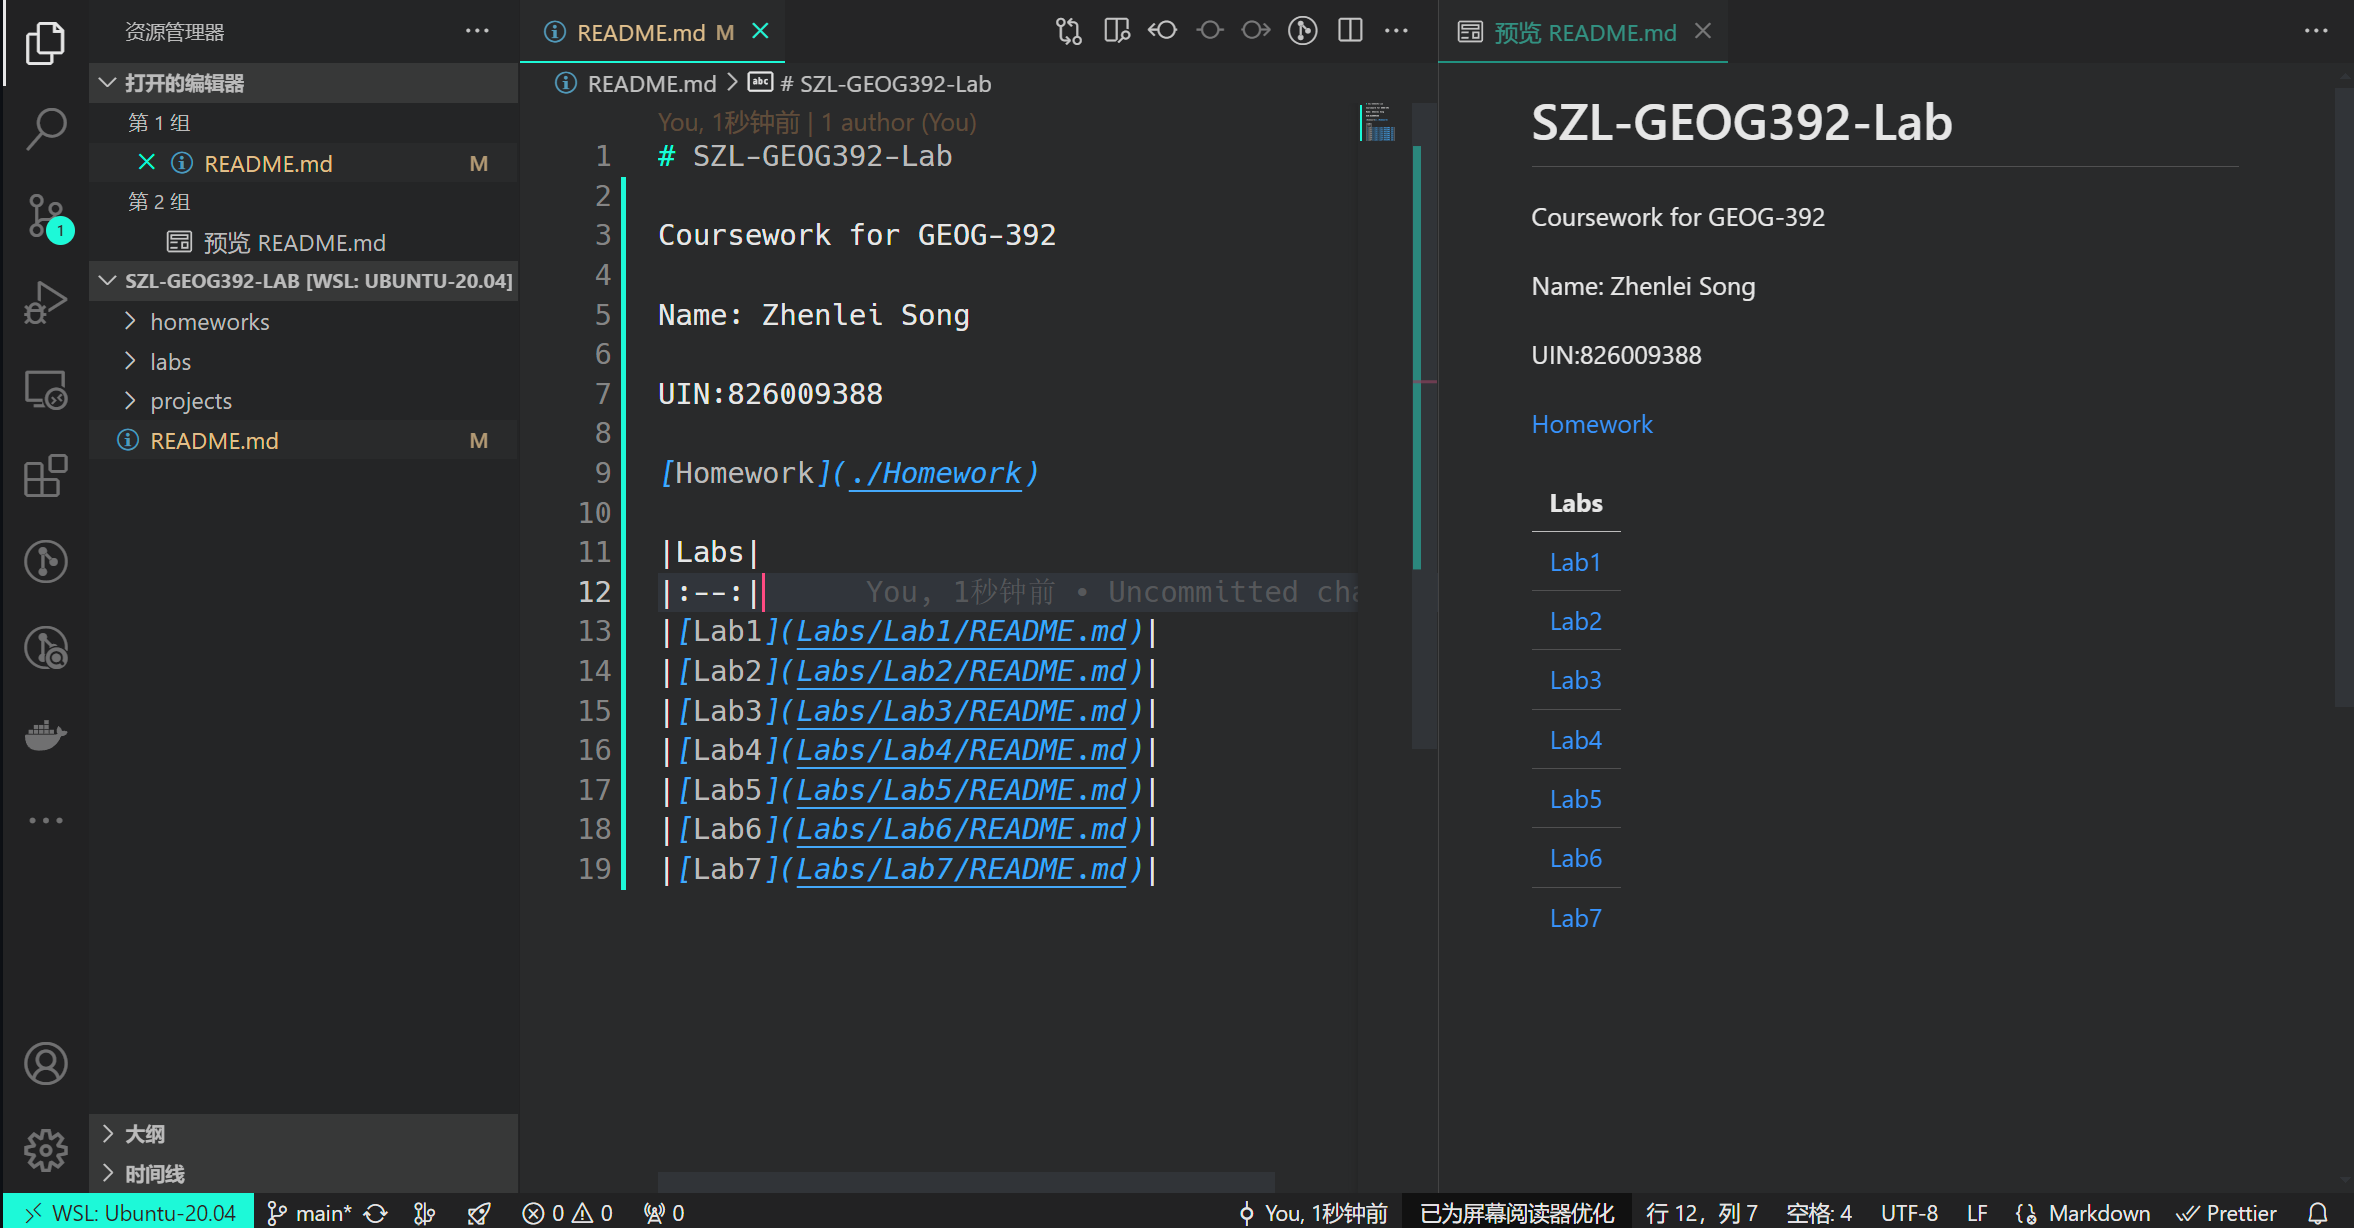 资源管理器
打开的编辑器
第 1 组
README.md M
第 2 组
预览 README.md
SZL-GEOG392-LAB [WSL: UBUNTU-20.04]
homeworks
labs
projects
README.md M
大纲
时间线
1
README.md M
README.md > # SZL-GEOG392-Lab
You, 1秒钟前 | 1 author (You)
1 # SZL-GEOG392-Lab
2
3 Coursework for GEOG-392
4
5 Name: Zhenlei Song
6
7 UIN:826009388
8
9 [Homework](./Homework)
10
11 |Labs|
12 |:--:| You, 1秒钟前 • Uncommitted cha
13 |[Lab1](Labs/Lab1/README.md)|
14 |[Lab2](Labs/Lab2/README.md)|
15 |[Lab3](Labs/Lab3/README.md)|
16 |[Lab4](Labs/Lab4/README.md)|
17 |[Lab5](Labs/Lab5/README.md)|
18 |[Lab6](Labs/Lab6/README.md)|
19 |[Lab7](Labs/Lab7/README.md)|
预览 README.md
SZL-GEOG392-Lab
Coursework for GEOG-392
Name: Zhenlei Song
UIN:826009388
Homework
Labs
Lab1
Lab2
Lab3
Lab4
Lab5
Lab6
Lab7
WSL: Ubuntu-20.04 main* 0 0 0 You, 1秒钟前 已为屏幕阅读器优化 行 12，列 7 空格: 4 UTF-8 LF Markdown Prettier